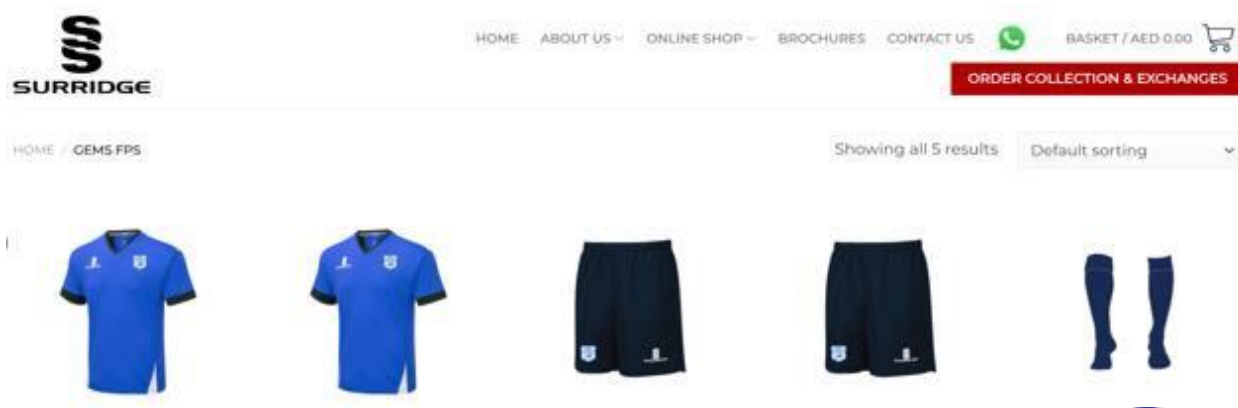 HOME ABOUT US ONLINE SHOP BROCHURES CONTACT US BASKET / AED 0.00
SURRIDGE
ORDER COLLECTION & EXCHANGES
HOME / GEMS FPS
Showing all 5 results
Default sorting